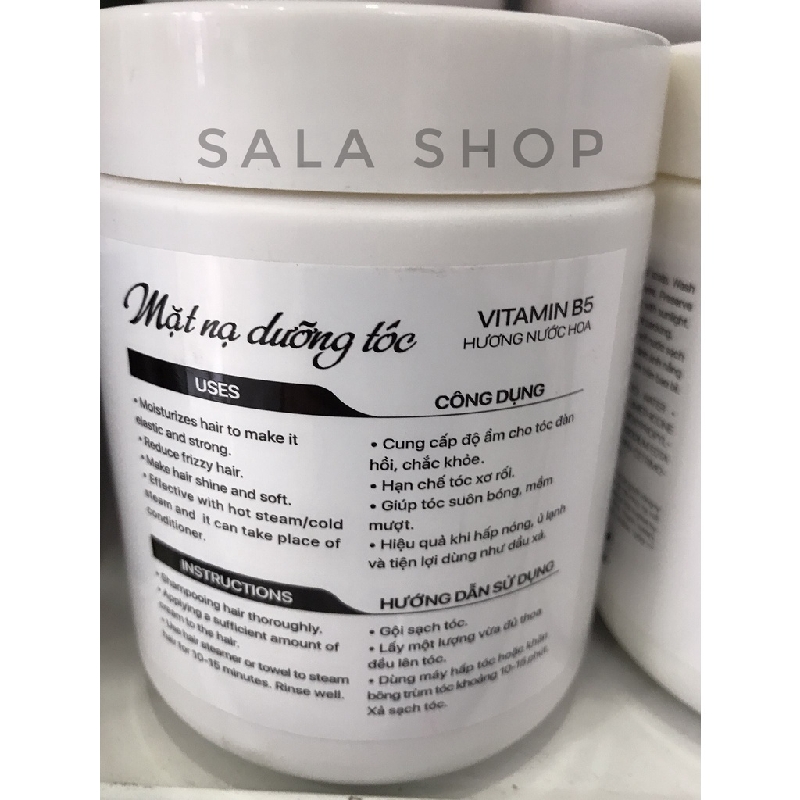 SALA SHOP
Mặt nạ dưỡng tóc
VITAMIN B5
HƯƠNG NƯỚC HOA
USES
• Moisturizes hair to make it
elastic and strong.
• Reduce frizzy hair.
• Make hair shine and soft.
• Effective with hot steam/cold
steam and it can take place of
conditioner.
CÔNG DỤNG
• Cung cấp độ ẩm cho tóc đàn
hồi, chắc khỏe.
• Hạn chế tóc xơ rối.
• Giúp tóc suôn bóng, mềm
mượt.
• Hiệu quả khi hấp nóng, ủ lạnh
và tiện lợi dùng như dầu xả.
INSTRUCTIONS
• Shampooing hair thoroughly.
• Applying a sufficient amount of
cream to the hair.
• Use hair steamer or towel to steam
hair for 10-15 minutes. Rinse well.
HƯỚNG DẪN SỬ DỤNG
• Gội sạch tóc.
• Lấy một lượng vừa đủ thoa
đều lên tóc.
• Dùng máy hấp tóc hoặc khăn
bông trùm tóc khoảng 10-15 phút.
Xả sạch tóc.
Wash